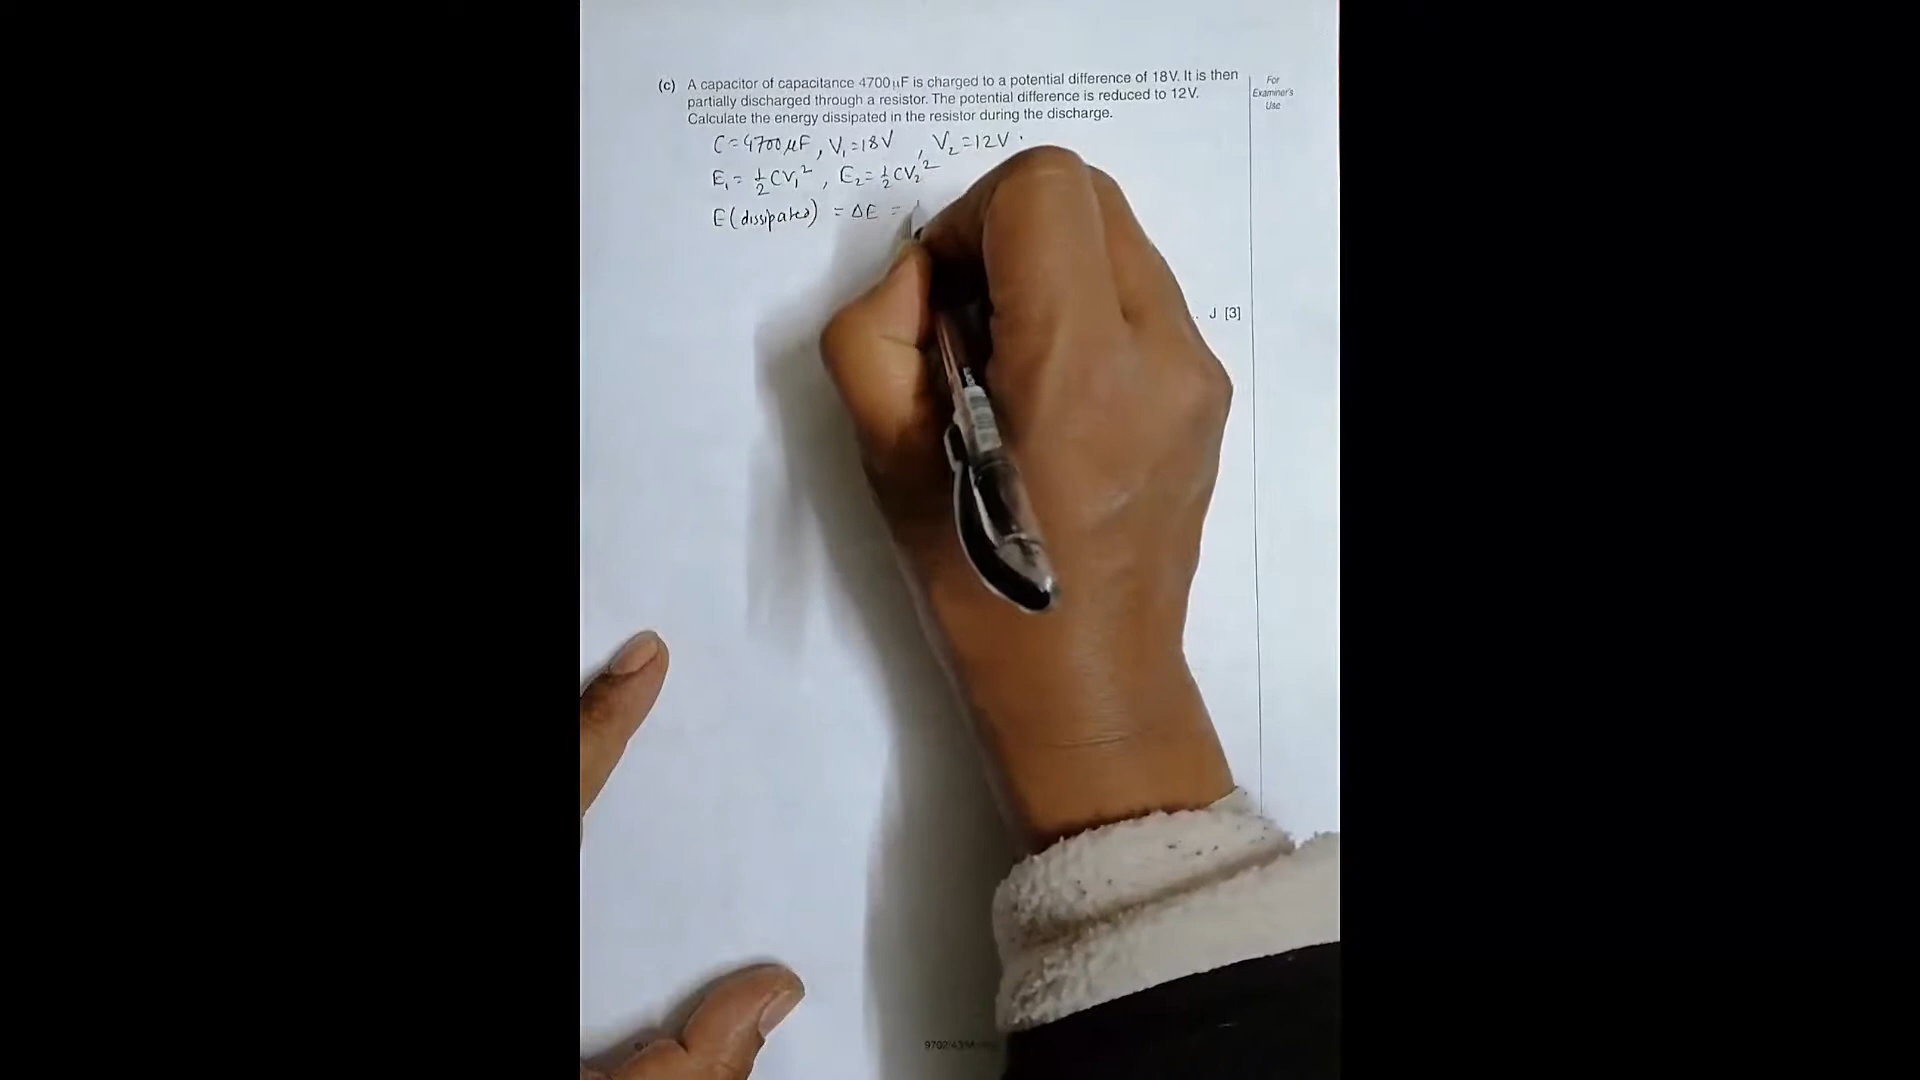 (c) A capacitor of capacitance 4700μF is charged to a potential difference of 18V. It is then
partially discharged through a resistor. The potential difference is reduced to 12V.
Calculate the energy dissipated in the resistor during the discharge.
For
Examiner's
Use
C=4700μF, V₁=18V , V₂=12V.
E₁ = ½CV₁² , E₂=½CV₂²
E(dissipated) = ΔE =
J [3]